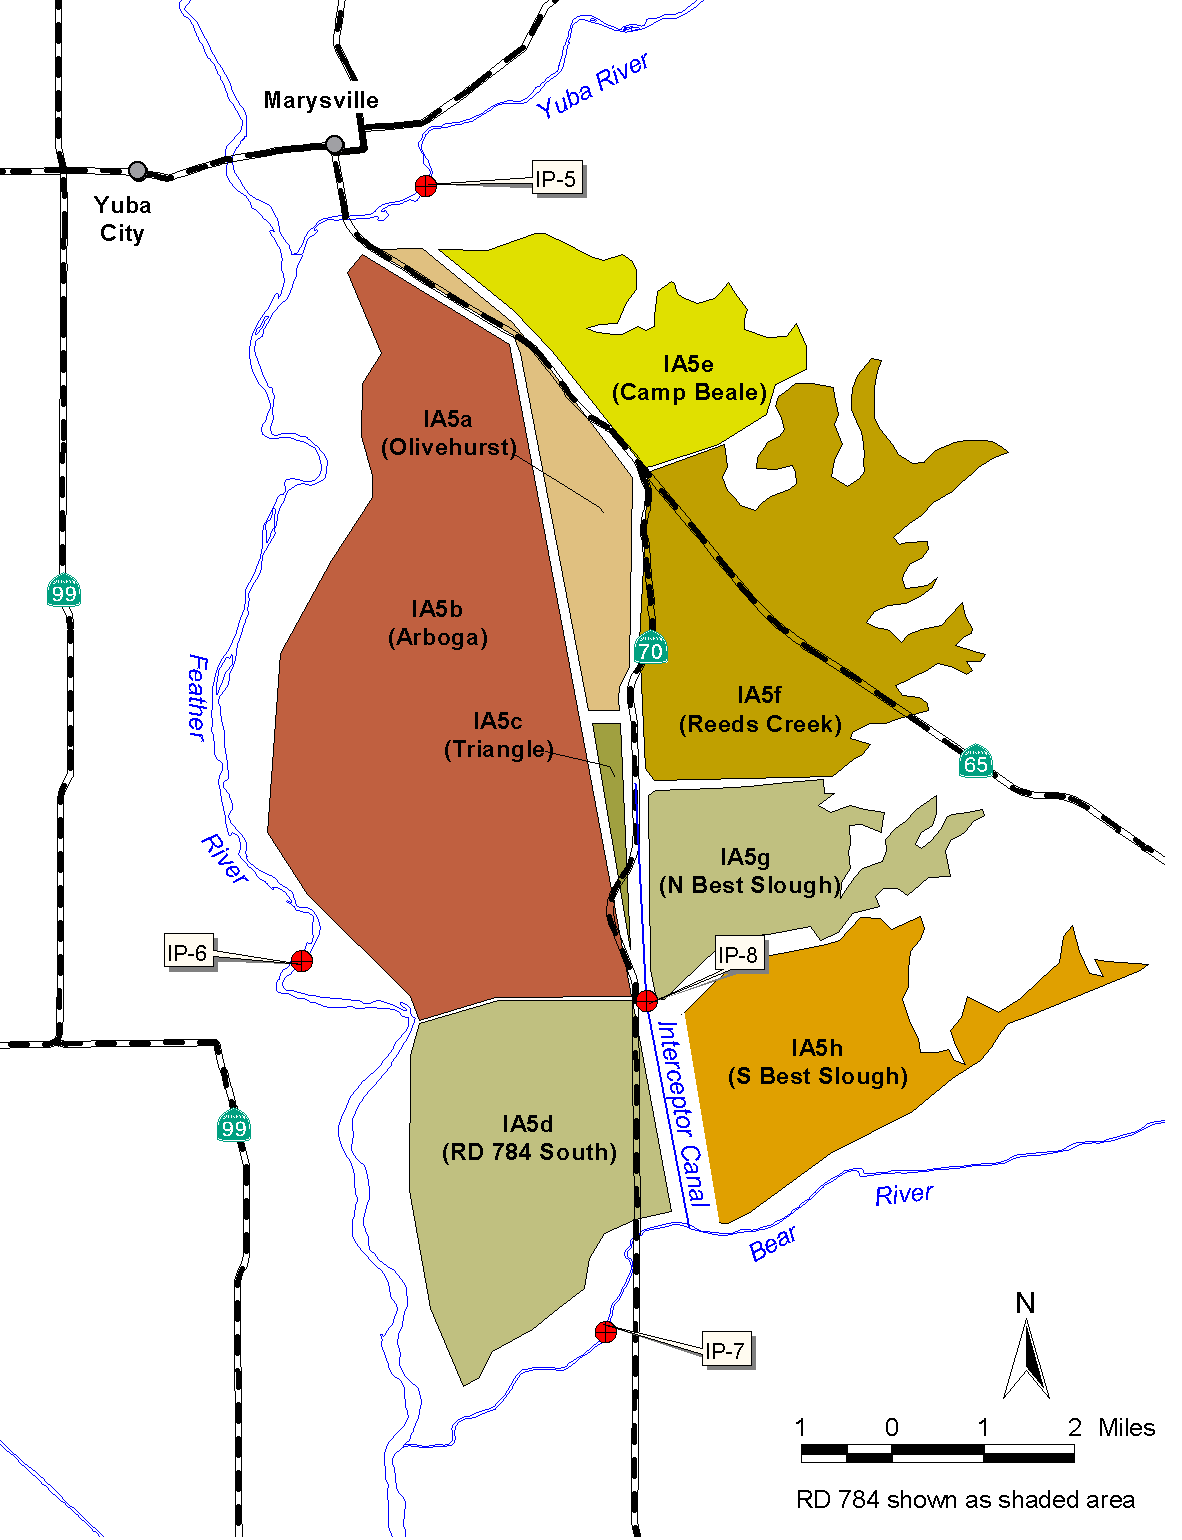 Yuba River
Marysville
IP-5
Yuba
City
IA5e
(Camp Beale)
IA5a
(Olivehurst)
99
IA5b
(Arboga)
70
Feather
IA5f
(Reeds Creek)
IA5c
(Triangle)
65
River
IA5g
(N Best Slough)
IP-6
IP-8
Interceptor Canal
IA5h
(S Best Slough)
99
IA5d
(RD 784 South)
River
Bear
IP-7
N
1 0 1 2 Miles
RD 784 shown as shaded area